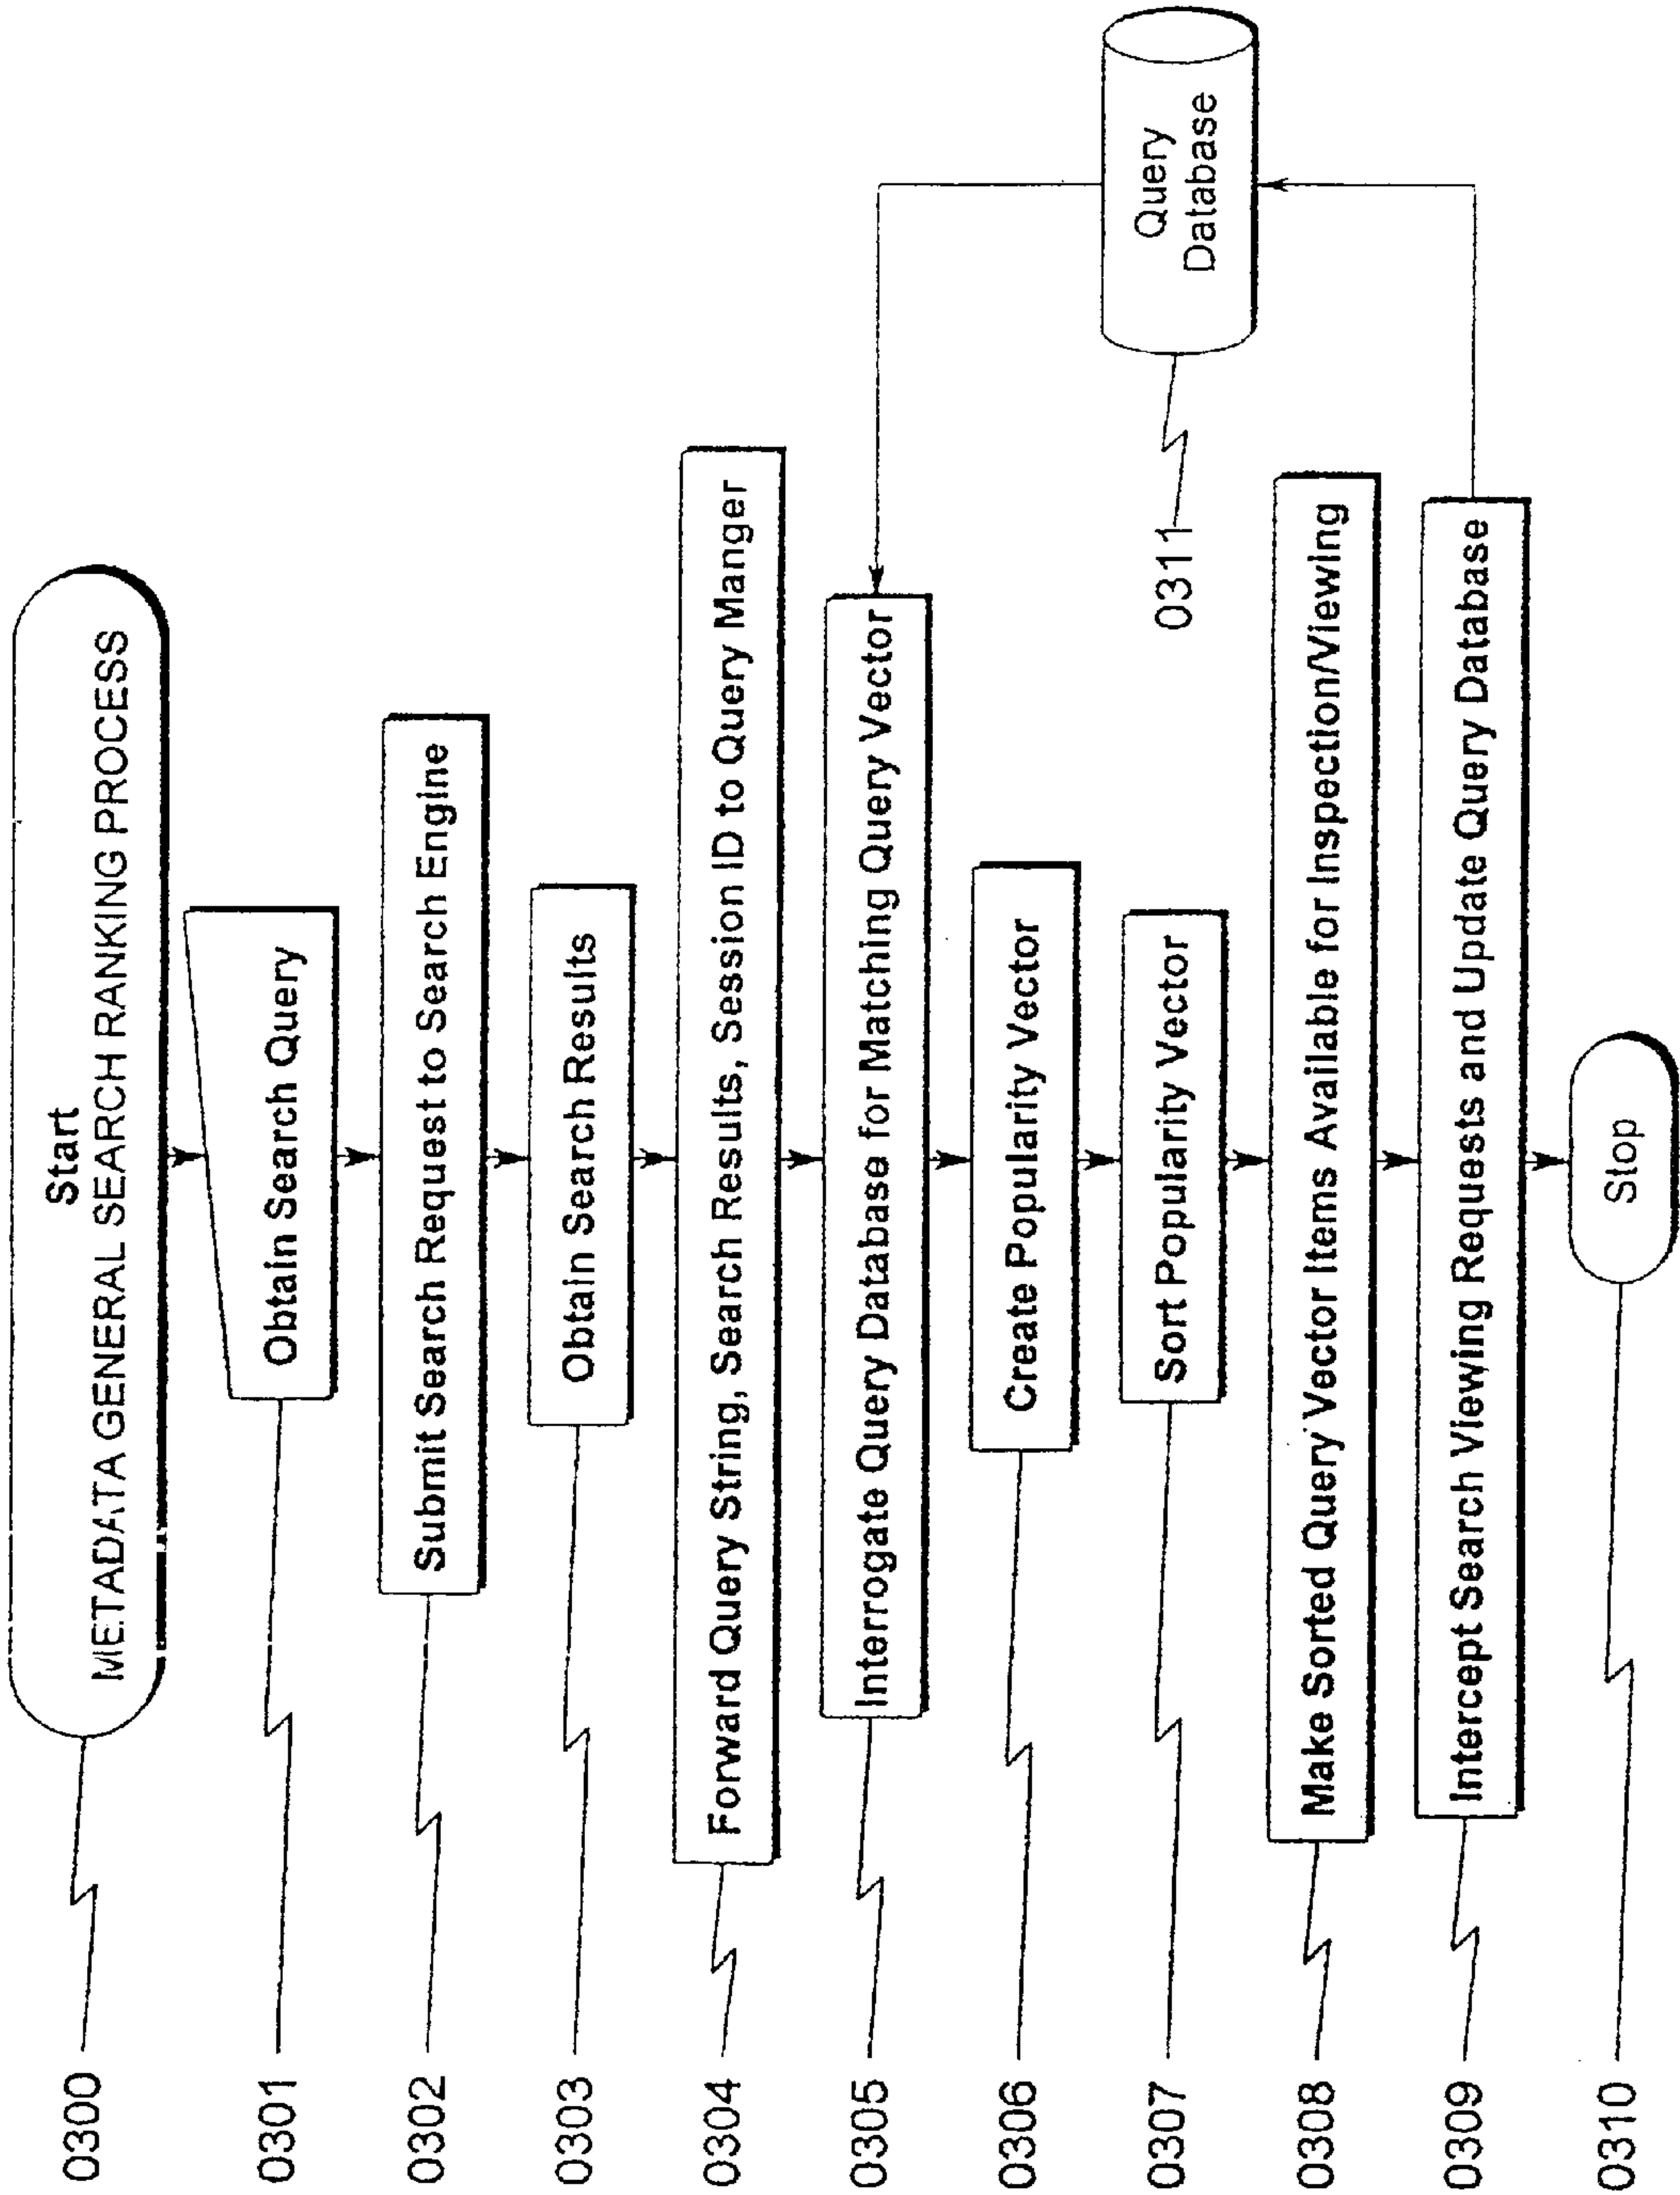 0300
Start
METADATA GENERAL SEARCH RANKING PROCESS
0301
Obtain Search Query
0302
Submit Search Request to Search Engine
0303
Obtain Search Results
0304
Forward Query String, Search Results, Session ID to Query Manger
0305
Interrogate Query Database for Matching Query Vector
0306
Create Popularity Vector
0307
Sort Popularity Vector
0311
Query
Database
0308
Make Sorted Query Vector Items Available for Inspection/Viewing
0309
Intercept Search Viewing Requests and Update Query Database
0310
Stop